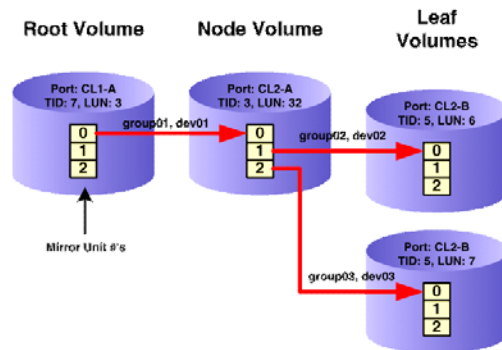 Root Volume
Node Volume
Leaf
Volumes
Port: CL1-A
TID: 7, LUN: 3
0
1
2
Mirror Unit #'s
group01, dev01
Port: CL2-A
TID: 3, LUN: 32
0
1
2
group02, dev02
Port: CL2-B
TID: 5, LUN: 6
0
1
2
group03, dev03
Port: CL2-B
TID: 5, LUN: 7
0
1
2